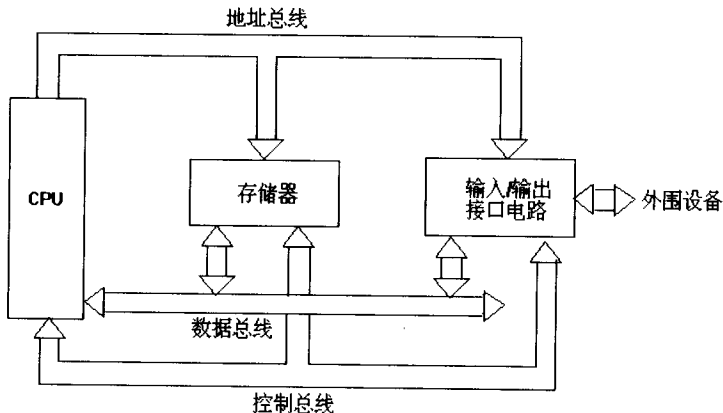 地址总线
CPU
存储器
输入/输出
接口电路
外围设备
数据总线
控制总线